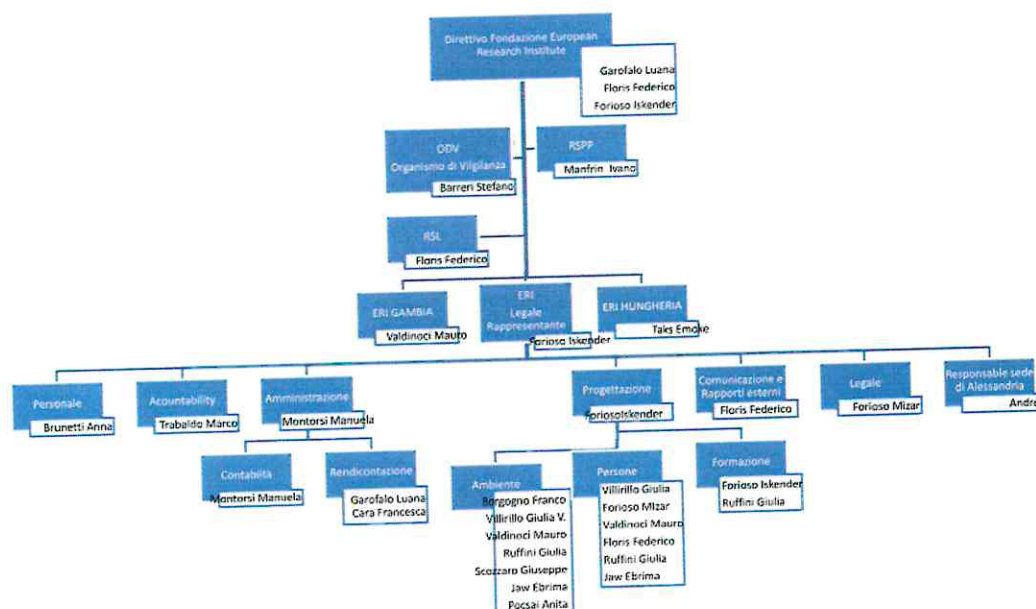 Direttivo Fondazione European
Research Institute
Garofalo Luana
Floris Federico
Forioso Iskender
ODV
Organismo di Vilgilanza
Barreri Stefano
RSPP
Manfrin Ivano
RSL
Floris Federico
ERI GAMBIA
Valdinoci Mauro
ERI
Legale
Rappresentante
Forioso Iskender
ERI HUNGHERIA
Taks Emoke
Personale
Brunetti Anna
Acountability
Trabaldo Marco
Amministrazione
Montorsi Manuela
Progettazione
ForiosoIskender
Comunicazione e
Rapporti esterni
Floris Federico
Legale
Forioso Mizar
Responsable sede
di Alessandria
Andre
Contabilta
Montorsi Manuela
Rendicontazione
Garofalo Luana
Cara Francesca
Ambiente
Borgogno Franco
Villirillo Giulia V.
Valdinoci Mauro
Ruffini Giulia
Scozzaro Giuseppe
Jaw Ebrima
Pocsai Anita
Persone
Villirillo Giulia
Forioso Mizar
Valdinoci Mauro
Floris Federico
Ruffini Giulia
Jaw Ebrima
Formazione
Forioso Iskender
Ruffini Giulia